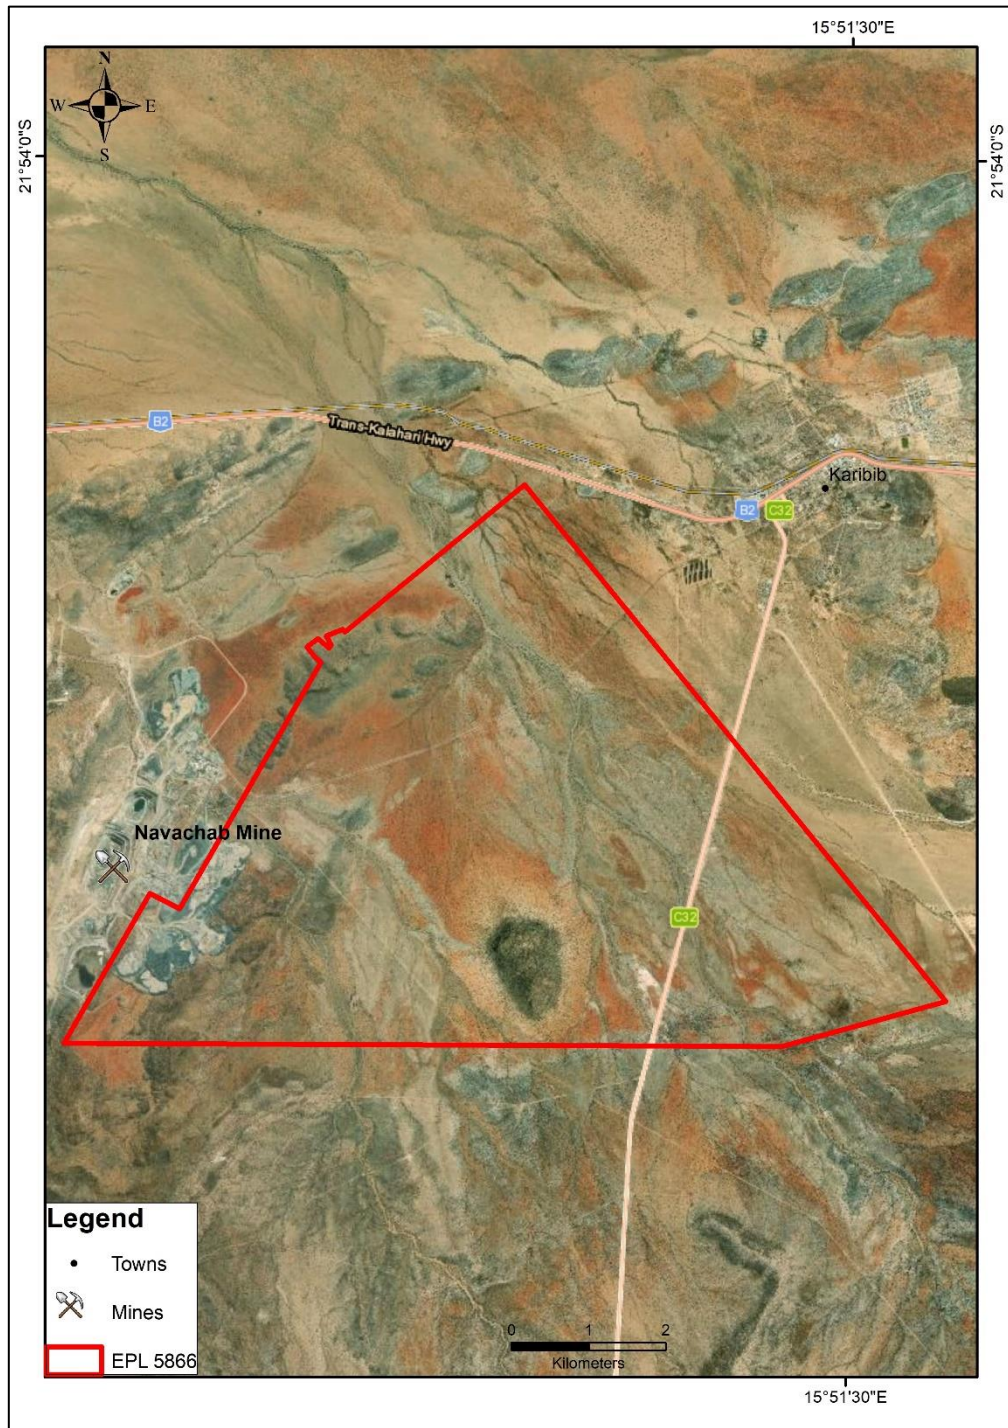 15°51'30"E
N
W E
S
21°54'0"S
21°54'0"S
B2
Trans-Kalahari Hwy
Karibib
B2
C32
Navachab Mine
C32
Legend
Towns
Mines
EPL 5866
0 1 2
Kilometers
15°51'30"E